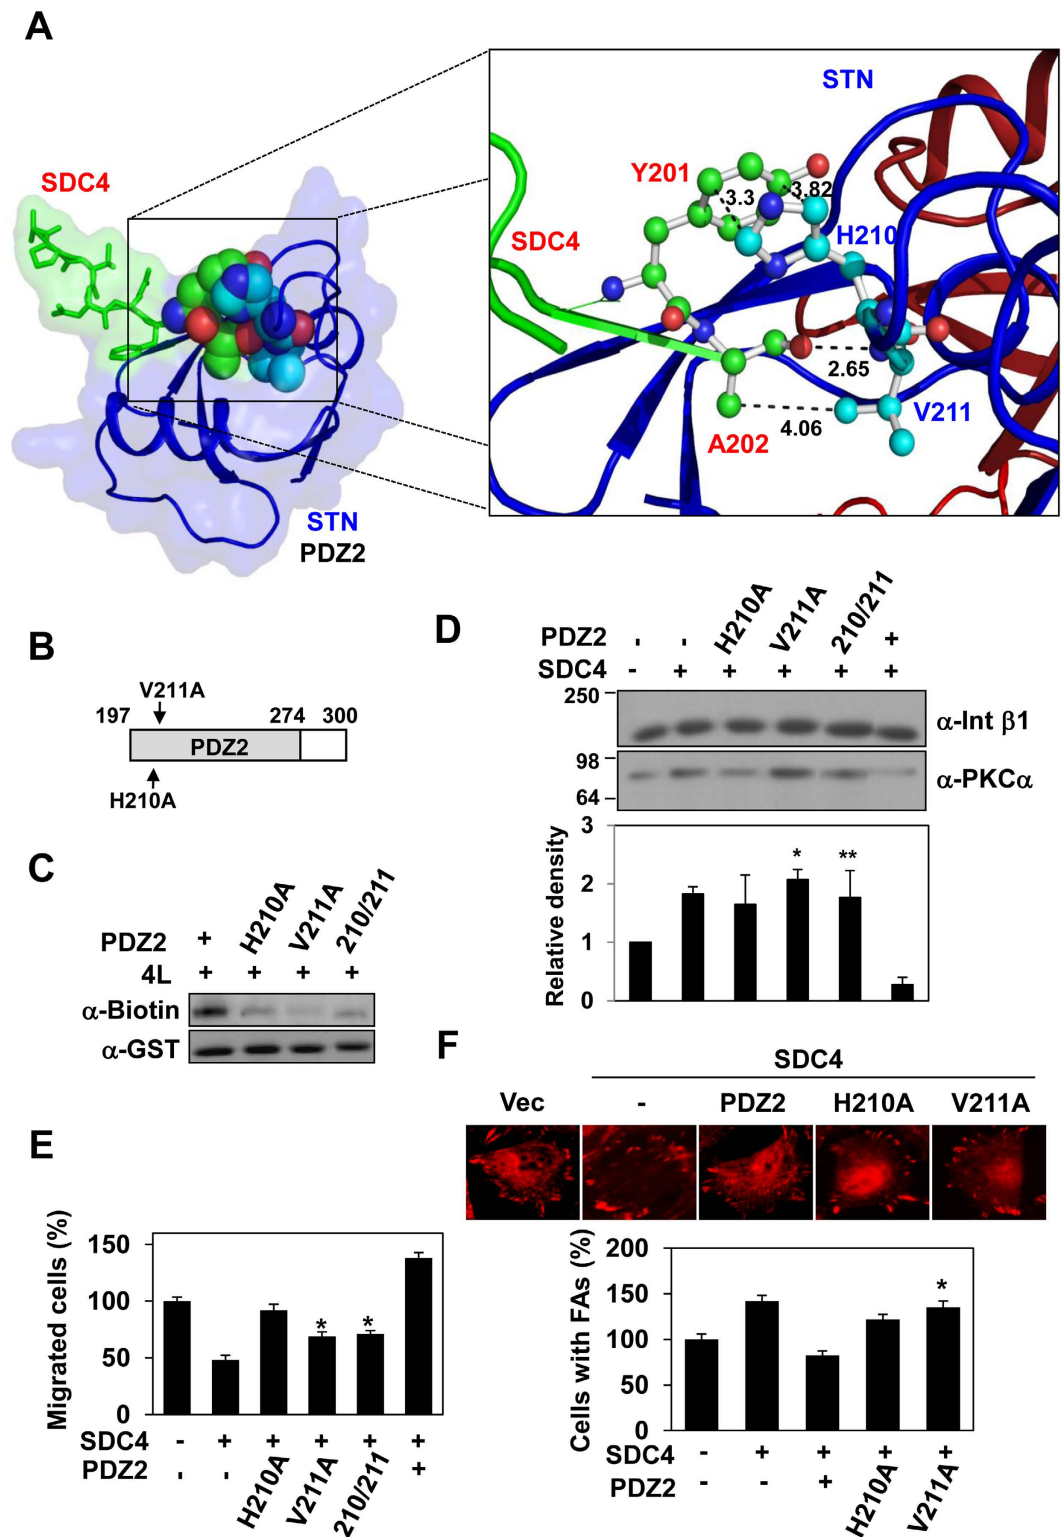 A
SDC4
STN
PDZ2
STN
Y201
3.3
3.82
SDC4
H210
2.65
4.06
V211
A202
B
V211A
197 274 300
PDZ2
H210A
C
PDZ2 + H210A V211A 210/211
4L + + + +
α-Biotin
α-GST
D
PDZ2 - - H210A V211A 210/211 +
SDC4 - + + + + +
250
α-Int β1
98
α-PKCα
64
Relative density
3
2
1
0
* **
E
Migrated cells (%)
150
100
50
0
* *
SDC4 - + + + + +
PDZ2 - - H210A V211A 210/211 +
F
SDC4
Vec - PDZ2 H210A V211A
Cells with FAs (%)
200
150
100
50
0
*
SDC4 - + + + +
PDZ2 - - + H210A V211A